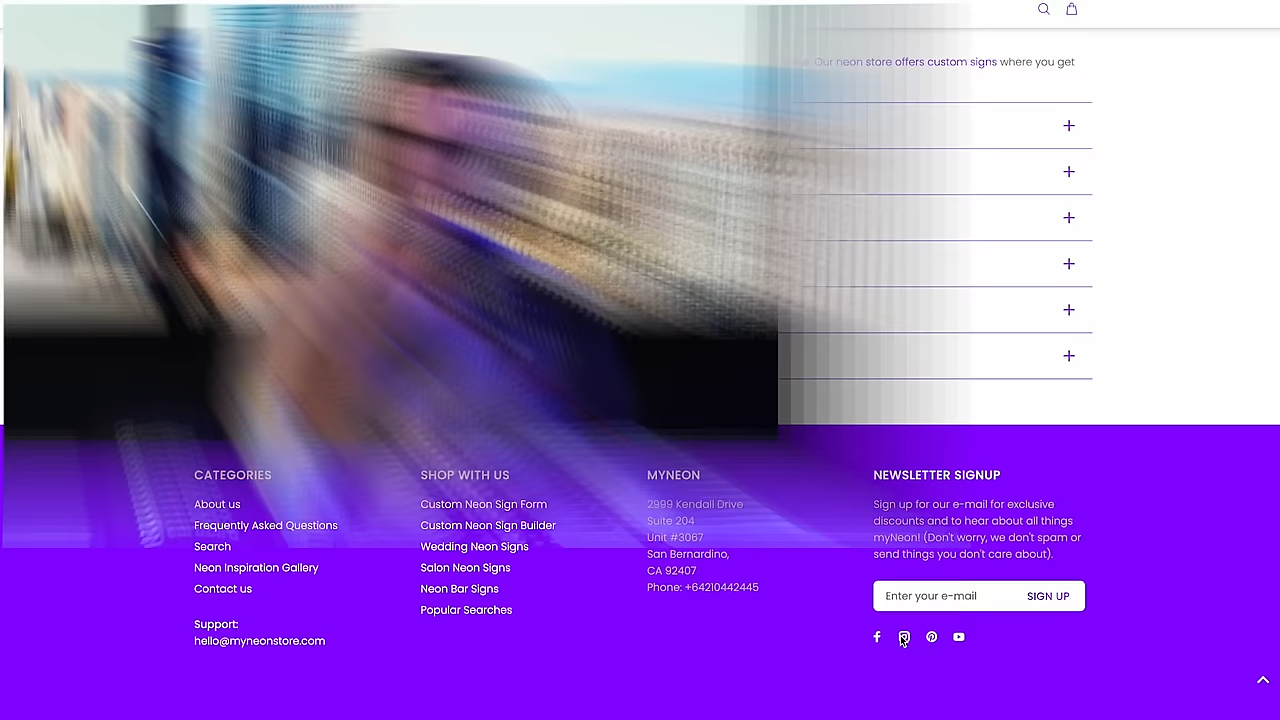 Our neon store offers custom signs where you get
CATEGORIES
About us
Frequently Asked Questions
Search
Neon Inspiration Gallery
Contact us
Support:
hello@myneonstore.com
SHOP WITH US
Custom Neon Sign Form
Custom Neon Sign Builder
Wedding Neon Signs
Salon Neon Signs
Neon Bar Signs
Popular Searches
MYNEON
2999 Kendall Drive
Suite 204
Unit #3067
San Bernardino,
CA 92407
Phone: +64210442445
NEWSLETTER SIGNUP
Sign up for our e-mail for exclusive
discounts and to hear about all things
myNeon! (Don't worry, we don't spam or
send things you don't care about).
Enter your e-mail SIGN UP